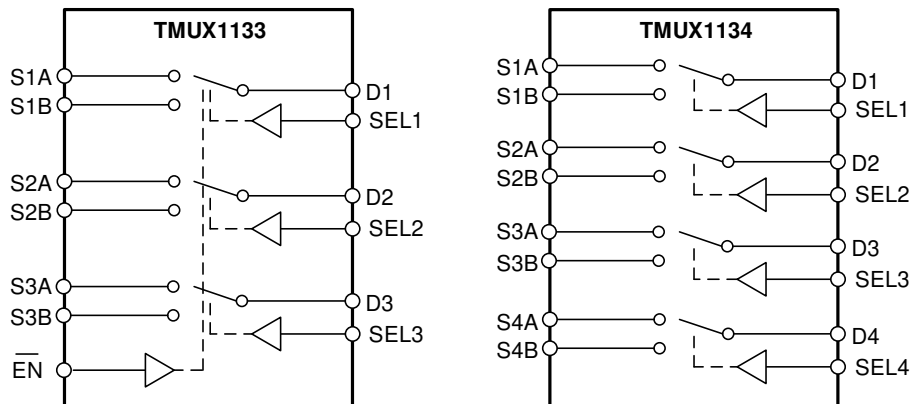 TMUX1133
S1A
S1B
D1
SEL1
S2A
S2B
D2
SEL2
S3A
S3B
D3
SEL3
EN
TMUX1134
S1A
S1B
D1
SEL1
S2A
S2B
D2
SEL2
S3A
S3B
D3
SEL3
S4A
S4B
D4
SEL4